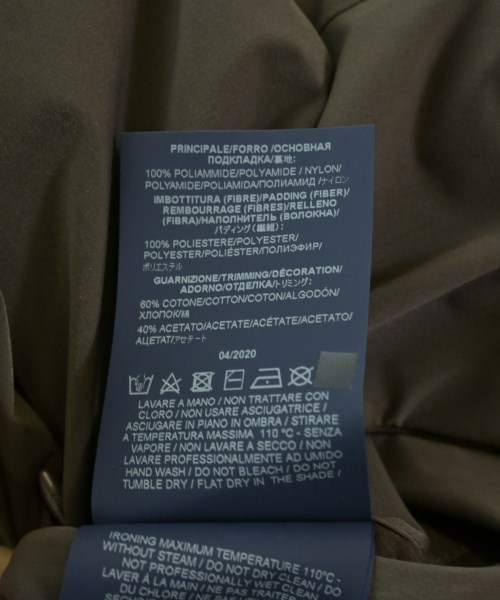 PRINCIPALE/FORRO /ОСНОВНАЯ
ПОДКЛАДКА/裏地:
100% POLIAMMIDE/POLYAMIDE / NYLON/
POLYAMIDE/POLIAMIDA/ПОЛИАМИД /ナイロン
IMBOTTITURA (FIBRE)/PADDING (FIBER)/
REMBOURRAGE (FIBRES)/RELLENO
(FIBRA)/НАПОЛНИТЕЛЬ (ВОЛОКНА)/
パディング(繊維):
100% POLIESTERE/POLYESTER/
POLYESTER/POLIÉSTER/ПОЛИЭФИР/
ポリエステル
GUARNIZIONE/TRIMMING/DÉCORATION/
ADORNO/ОТДЕЛКА/トリミング:
60% COTONE/COTTON/COTON/ALGODÓN/
ХЛОПОК/綿
40% ACETATO/ACETATE/ACÉTATE/ACETATO/
АЦЕТАТ/アセテート
04/2020
LAVARE A MANO / NON TRATTARE CON
CLORO / NON USARE ASCIUGATRICE /
ASCIUGARE IN PIANO IN OMBRA / STIRARE
A TEMPERATURA MASSIMA 110 °C - SENZA
VAPORE / NON LAVARE A SECCO / NON
LAVARE PROFESSIONALMENTE AD UMIDO
HAND WASH / DO NOT BLEACH / DO NOT
TUMBLE DRY / FLAT DRY IN THE SHADE /
IRONING MAXIMUM TEMPERATURE 110°C-
WITHOUT STEAM / DO NOT DRY CLEAN / DO
NOT PROFESSIONALLY WET CLEAN
LAVER À LA MAIN / NE PAS TRAITER
DU CHLORE / NE PAS